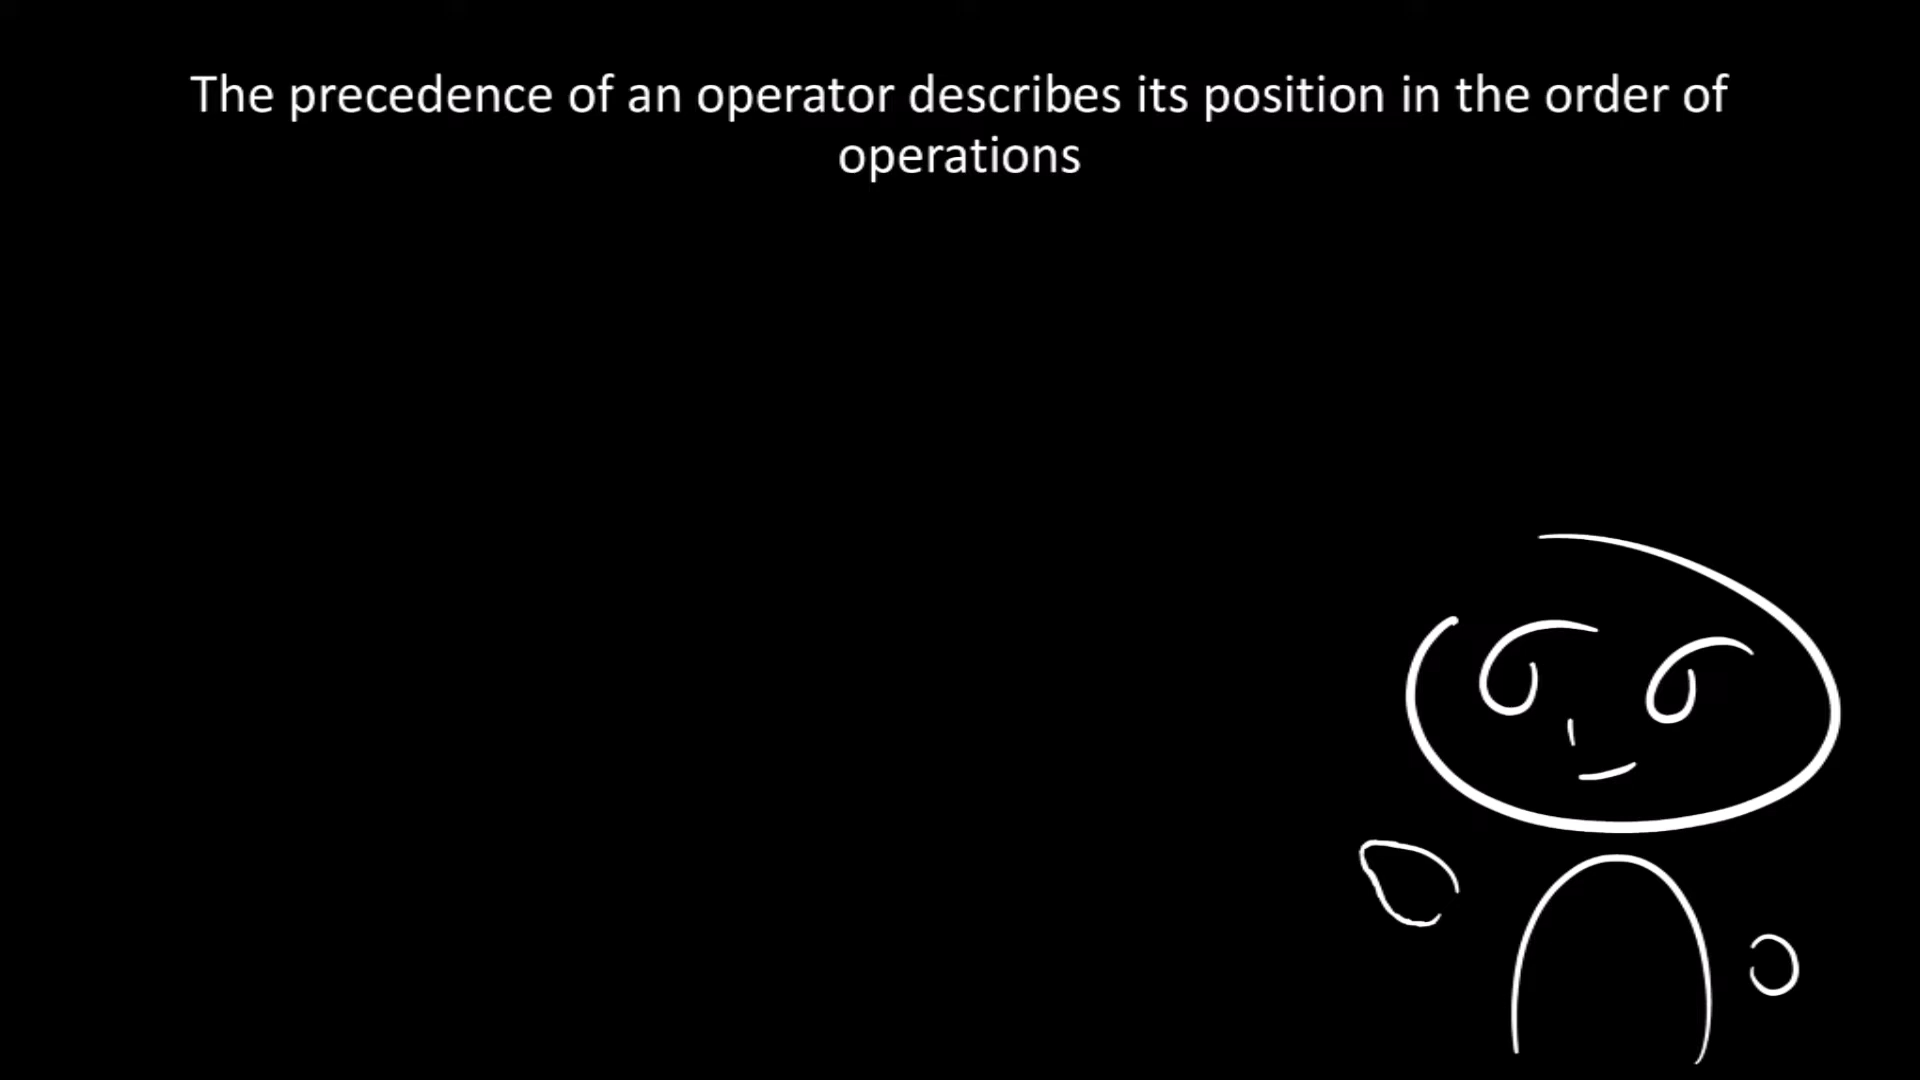 The precedence of an operator describes its position in the order of
operations